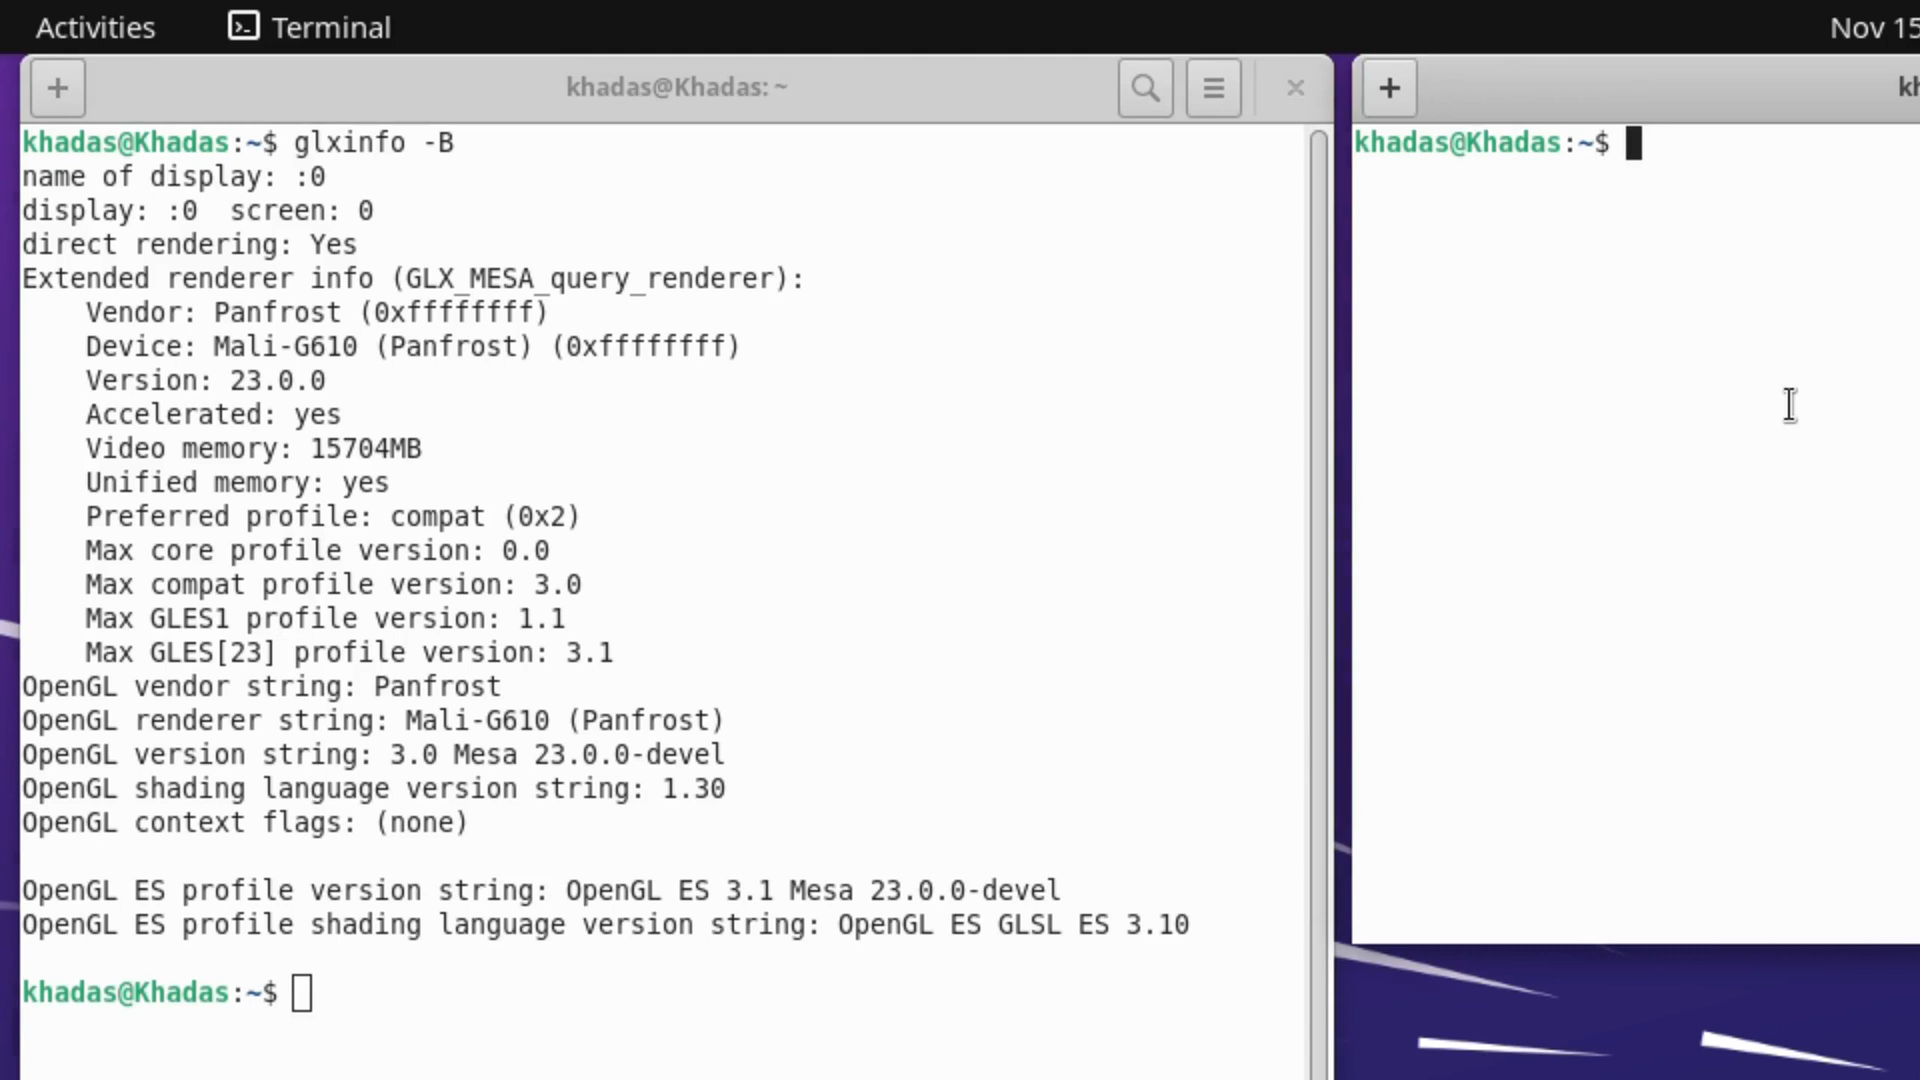 Activities Terminal Nov 15
khadas@Khadas: ~
khadas@Khadas:~$ glxinfo -B
name of display: :0
display: :0  screen: 0
direct rendering: Yes
Extended renderer info (GLX_MESA_query_renderer):
    Vendor: Panfrost (0xffffffff)
    Device: Mali-G610 (Panfrost) (0xffffffff)
    Version: 23.0.0
    Accelerated: yes
    Video memory: 15704MB
    Unified memory: yes
    Preferred profile: compat (0x2)
    Max core profile version: 0.0
    Max compat profile version: 3.0
    Max GLES1 profile version: 1.1
    Max GLES[23] profile version: 3.1
OpenGL vendor string: Panfrost
OpenGL renderer string: Mali-G610 (Panfrost)
OpenGL version string: 3.0 Mesa 23.0.0-devel
OpenGL shading language version string: 1.30
OpenGL context flags: (none)
OpenGL ES profile version string: OpenGL ES 3.1 Mesa 23.0.0-devel
OpenGL ES profile shading language version string: OpenGL ES GLSL ES 3.10
khadas@Khadas:~$
kh
khadas@Khadas:~$